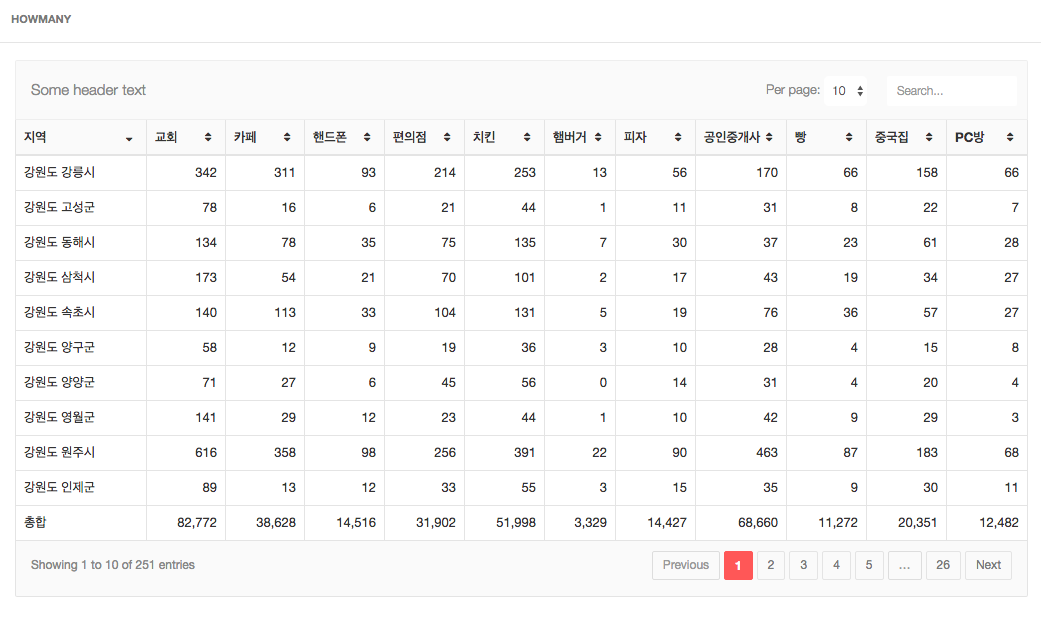 HOWMANY
Some header text Per page: 10 Search...
지역 교회 카페 핸드폰 편의점 치킨 햄버거 피자 공인중개사 빵 중국집 PC방
강원도 강릉시 342 311 93 214 253 13 56 170 66 158 66
강원도 고성군 78 16 6 21 44 1 11 31 8 22 7
강원도 동해시 134 78 35 75 135 7 30 37 23 61 28
강원도 삼척시 173 54 21 70 101 2 17 43 19 34 27
강원도 속초시 140 113 33 104 131 5 19 76 36 57 27
강원도 양구군 58 12 9 19 36 3 10 28 4 15 8
강원도 양양군 71 27 6 45 56 0 14 31 4 20 4
강원도 영월군 141 29 12 23 44 1 10 42 9 29 3
강원도 원주시 616 358 98 256 391 22 90 463 87 183 68
강원도 인제군 89 13 12 33 55 3 15 35 9 30 11
총합 82,772 38,628 14,516 31,902 51,998 3,329 14,427 68,660 11,272 20,351 12,482
Showing 1 to 10 of 251 entries Previous 1 2 3 4 5 ... 26 Next